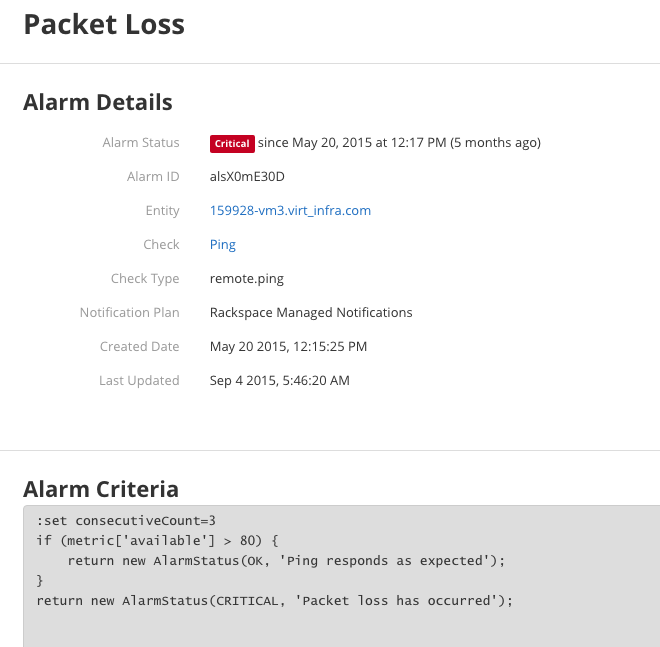 Packet Loss
Alarm Details
Alarm Status Critical since May 20, 2015 at 12:17 PM (5 months ago)
Alarm ID alsX0mE30D
Entity 159928-vm3.virt_infra.com
Check Ping
Check Type remote.ping
Notification Plan Rackspace Managed Notifications
Created Date May 20 2015, 12:15:25 PM
Last Updated Sep 4 2015, 5:46:20 AM
Alarm Criteria
:set consecutiveCount=3
if (metric['available'] > 80) {
    return new AlarmStatus(OK, 'Ping responds as expected');
}
return new AlarmStatus(CRITICAL, 'Packet loss has occurred');